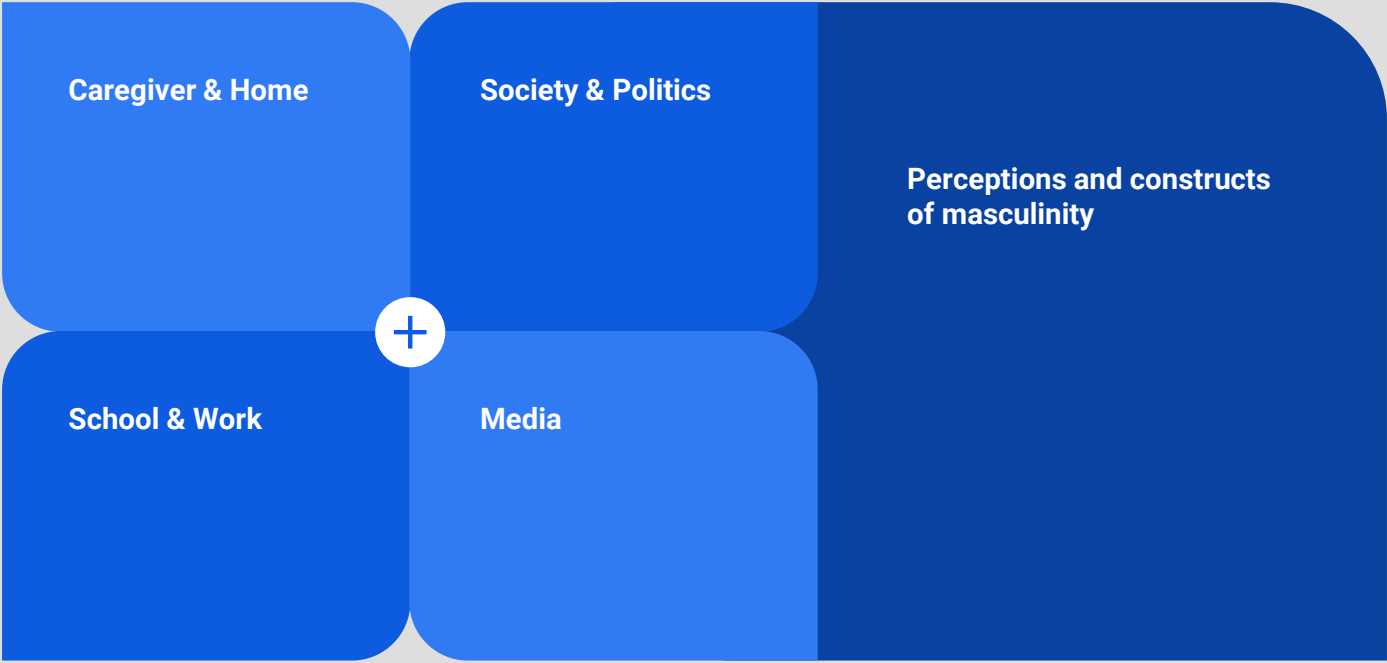 Caregiver & Home
Society & Politics
Perceptions and constructs
of masculinity
School & Work
Media